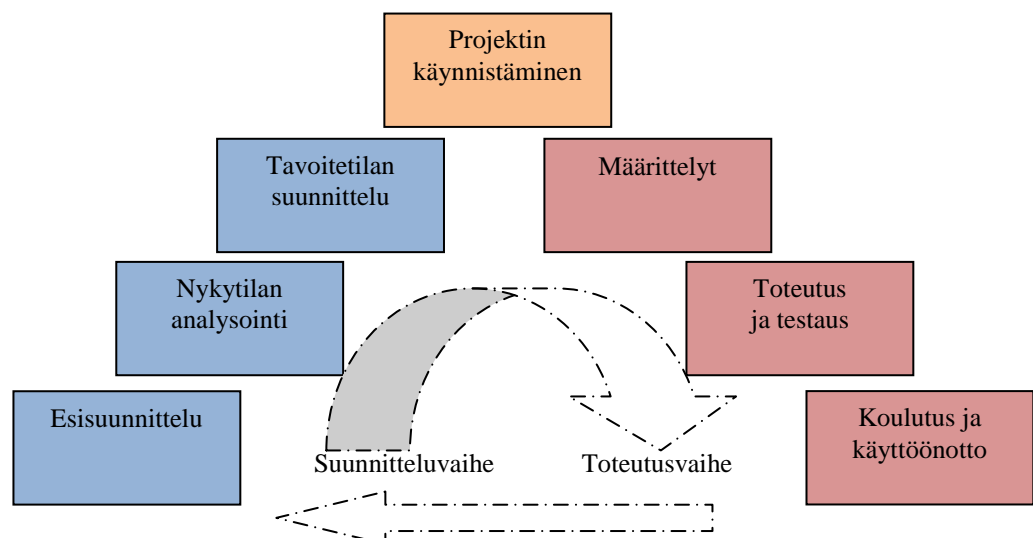 Projektin
käynnistäminen
Tavoitetilan
suunnittelu
Määrittelyt
Nykytilan
analysointi
Toteutus
ja testaus
Esisuunnittelu
Koulutus ja
käyttöönotto
Suunnitteluvaihe
Toteutusvaihe